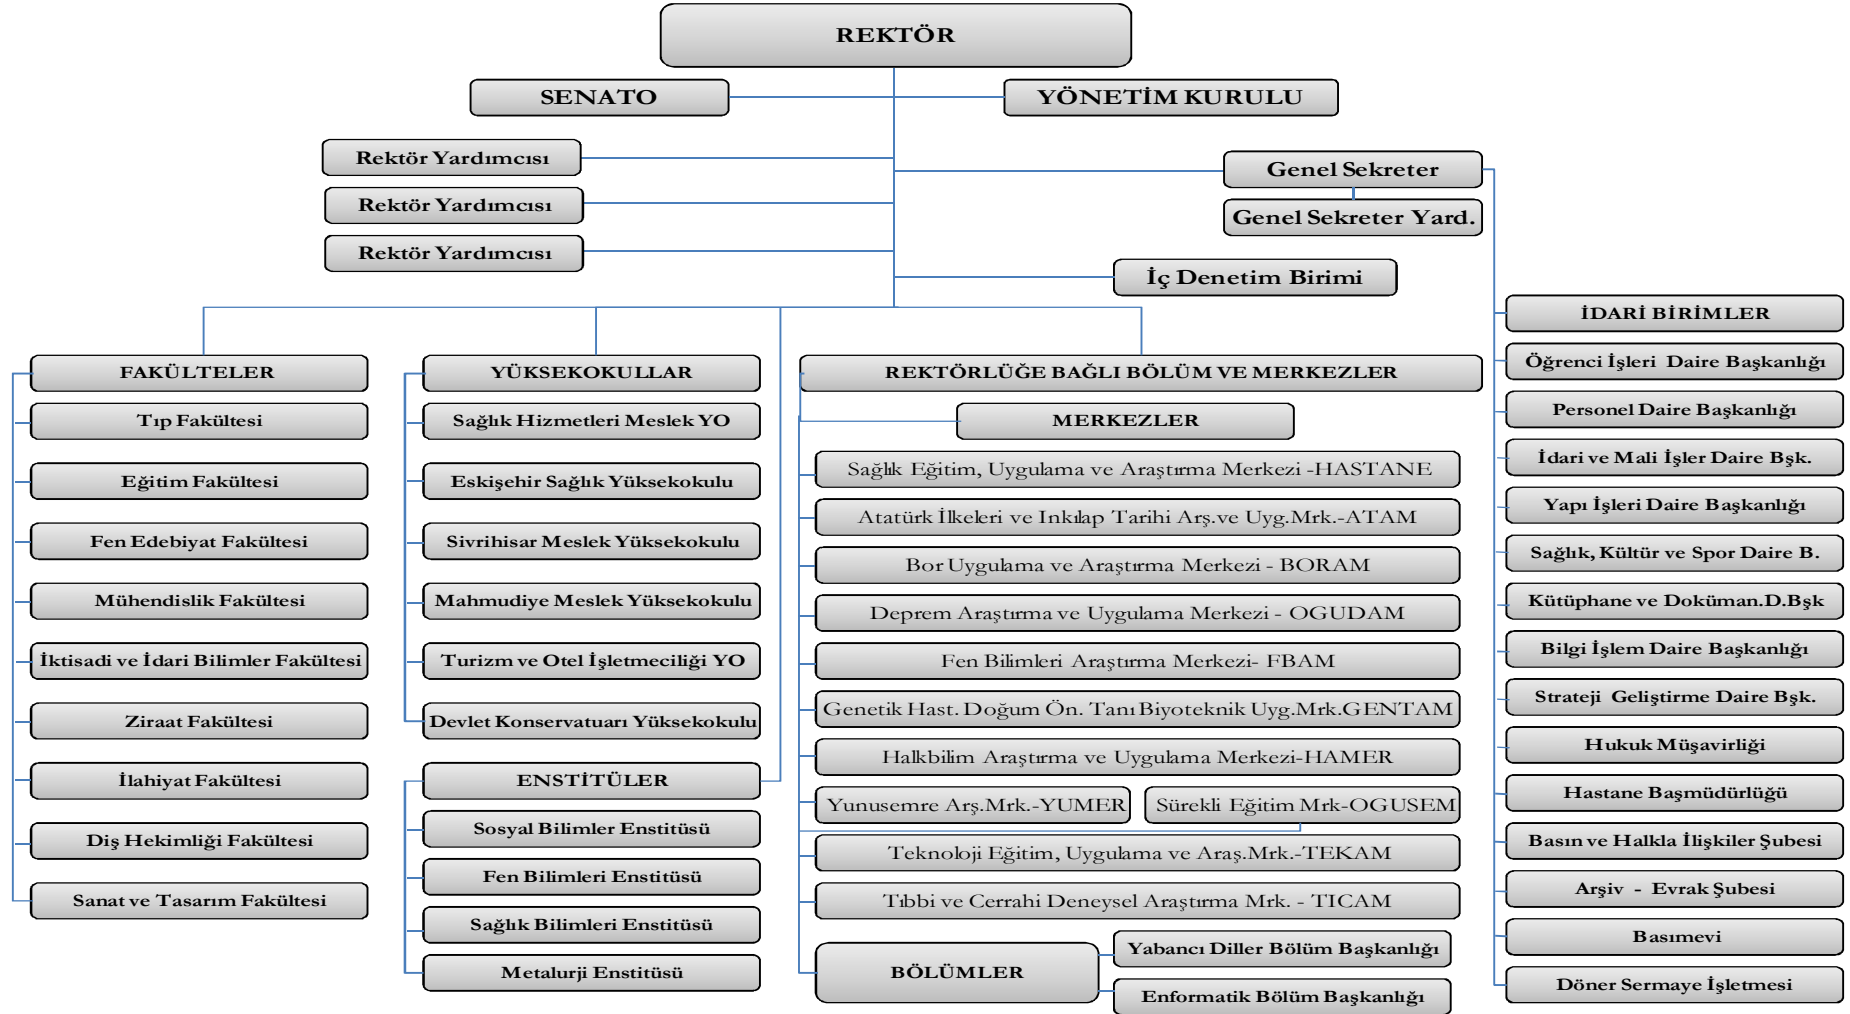 REKTÖR
SENATO
YÖNETİM KURULU
Rektör Yardımcısı
Rektör Yardımcısı
Rektör Yardımcısı
Genel Sekreter
Genel Sekreter Yard.
İç Denetim Birimi
FAKÜLTELER
Tıp Fakültesi
Eğitim Fakültesi
Fen Edebiyat Fakültesi
Mühendislik Fakültesi
İktisadi ve İdari Bilimler Fakültesi
Ziraat Fakültesi
İlahiyat Fakültesi
Diş Hekimliği Fakültesi
Sanat ve Tasarım Fakültesi
YÜKSEKOKULLAR
Sağlık Hizmetleri Meslek YO
Eskişehir Sağlık Yüksekokulu
Sivrihisar Meslek Yüksekokulu
Mahmudiye Meslek Yüksekokulu
Turizm ve Otel İşletmeciliği YO
Devlet Konservatuarı Yüksekokulu
ENSTİTÜLER
Sosyal Bilimler Enstitüsü
Fen Bilimleri Enstitüsü
Sağlık Bilimleri Enstitüsü
Metalurji Enstitüsü
REKTÖRLÜĞE BAĞLI BÖLÜM VE MERKEZLER
MERKEZLER
Sağlık Eğitim, Uygulama ve Araştırma Merkezi -HASTANE
Atatürk İlkeleri ve Inkılap Tarihi Arş.ve Uyg.Mrk.-ATAM
Bor Uygulama ve Araştırma Merkezi - BORAM
Deprem Araştırma ve Uygulama Merkezi - OGUDAM
Fen Bilimleri Araştırma Merkezi- FBAM
Genetik Hast. Doğum Ön. Tanı Biyoteknik Uyg.Mrk.GENTAM
Halkbilim Araştırma ve Uygulama Merkezi-HAMER
Yunusemre Arş.Mrk.-YUMER
Sürekli Eğitim Mrk-OGUSEM
Teknoloji Eğitim, Uygulama ve Araş.Mrk.-TEKAM
Tıbbi ve Cerrahi Deneysel Araştırma Mrk. - TICAM
BÖLÜMLER
Yabancı Diller Bölüm Başkanlığı
Enformatik Bölüm Başkanlığı
İDARİ BİRİMLER
Öğrenci İşleri Daire Başkanlığı
Personel Daire Başkanlığı
İdari ve Mali İşler Daire Bşk.
Yapı İşleri Daire Başkanlığı
Sağlık, Kültür ve Spor Daire B.
Kütüphane ve Doküman.D.Bşk
Bilgi İşlem Daire Başkanlığı
Strateji Geliştirme Daire Bşk.
Hukuk Müşavirliği
Hastane Başmüdürlüğü
Basın ve Halkla İlişkiler Şubesi
Arşiv - Evrak Şubesi
Basımevi
Döner Sermaye İşletmesi